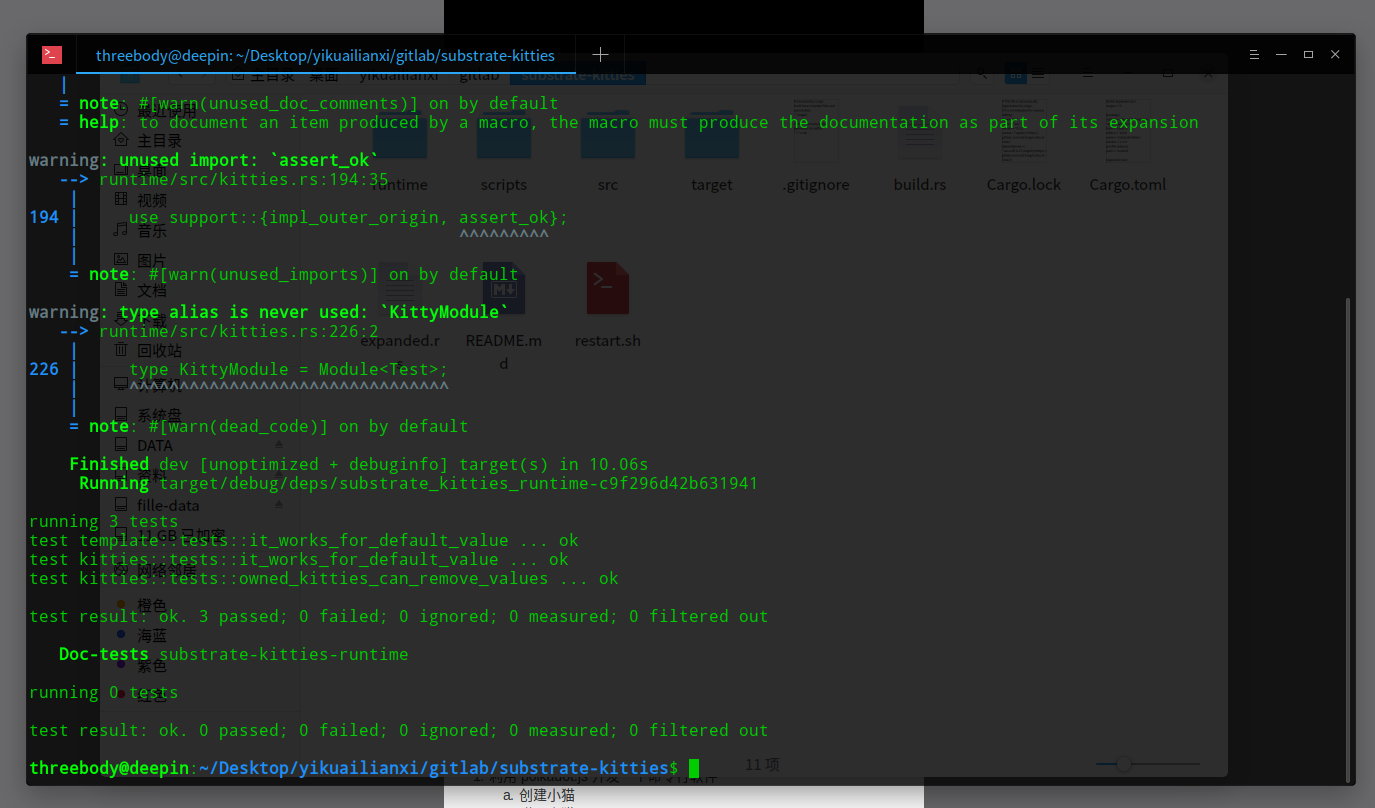 threebody@deepin: ~/Desktop/yikuailianxi/gitlab/substrate-kitties
主目录 桌面 yikuailianxi gitlab substrate-kitties
|
= note: #[warn(unused_doc_comments)] on by default
= help: to document an item produced by a macro, the macro must produce the documentation as part of its expansion
warning: unused import: `assert_ok`
--> runtime/src/kitties.rs:194:35
|
194 | use support::{impl_outer_origin, assert_ok};
| ^^^^^^^^^
|
= note: #[warn(unused_imports)] on by default
warning: type alias is never used: `KittyModule`
--> runtime/src/kitties.rs:226:2
|
226 | type KittyModule = Module<Test>;
| ^^^^^^^^^^^^^^^^^^^^^^^^^^^^^^^^
|
= note: #[warn(dead_code)] on by default
Finished dev [unoptimized + debuginfo] target(s) in 10.06s
Running target/debug/deps/substrate_kitties_runtime-c9f296d42b631941
running 3 tests
test template::tests::it_works_for_default_value ... ok
test kitties::tests::it_works_for_default_value ... ok
test kitties::tests::owned_kitties_can_remove_values ... ok
test result: ok. 3 passed; 0 failed; 0 ignored; 0 measured; 0 filtered out
Doc-tests substrate-kitties-runtime
running 0 tests
test result: ok. 0 passed; 0 failed; 0 ignored; 0 measured; 0 filtered out
threebody@deepin:~/Desktop/yikuailianxi/gitlab/substrate-kitties$
最近使用
主目录
桌面
视频
音乐
图片
文档
下载
回收站
计算机
系统盘
DATA
资料
fille-data
11 GB 已加密
网络邻居
橙色
海蓝
紫色
红色
runtime scripts src target .gitignore build.rs Cargo.lock Cargo.toml
expanded.r
s
README.m
d
restart.sh
11 项
a. 创建小猫